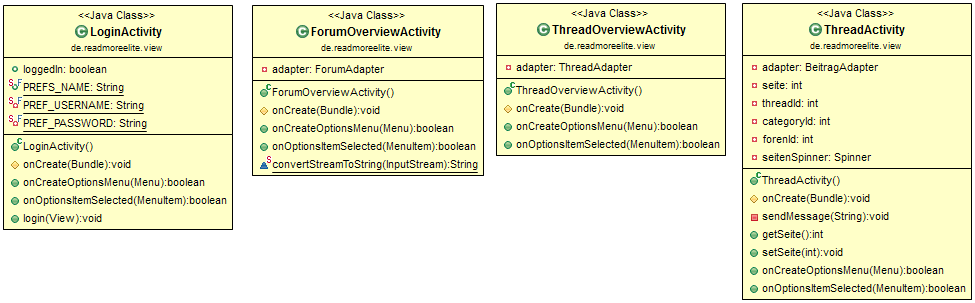 <<Java Class>>
LoginActivity
de.readmoreelite.view
loggedIn: boolean
PREFS_NAME: String
PREF_USERNAME: String
PREF_PASSWORD: String
LoginActivity()
onCreate(Bundle):void
onCreateOptionsMenu(Menu):boolean
onOptionsItemSelected(MenuItem):boolean
login(View):void
<<Java Class>>
ForumOverviewActivity
de.readmoreelite.view
adapter: ForumAdapter
ForumOverviewActivity()
onCreate(Bundle):void
onCreateOptionsMenu(Menu):boolean
onOptionsItemSelected(MenuItem):boolean
convertStreamToString(InputStream):String
<<Java Class>>
ThreadOverviewActivity
de.readmoreelite.view
adapter: ThreadAdapter
ThreadOverviewActivity()
onCreate(Bundle):void
onCreateOptionsMenu(Menu):boolean
onOptionsItemSelected(MenuItem):boolean
<<Java Class>>
ThreadActivity
de.readmoreelite.view
adapter: BeitragAdapter
seite: int
threadId: int
categoryId: int
forenId: int
seitenSpinner: Spinner
ThreadActivity()
onCreate(Bundle):void
sendMessage(String):void
getSeite():int
setSeite(int):void
onCreateOptionsMenu(Menu):boolean
onOptionsItemSelected(MenuItem):boolean